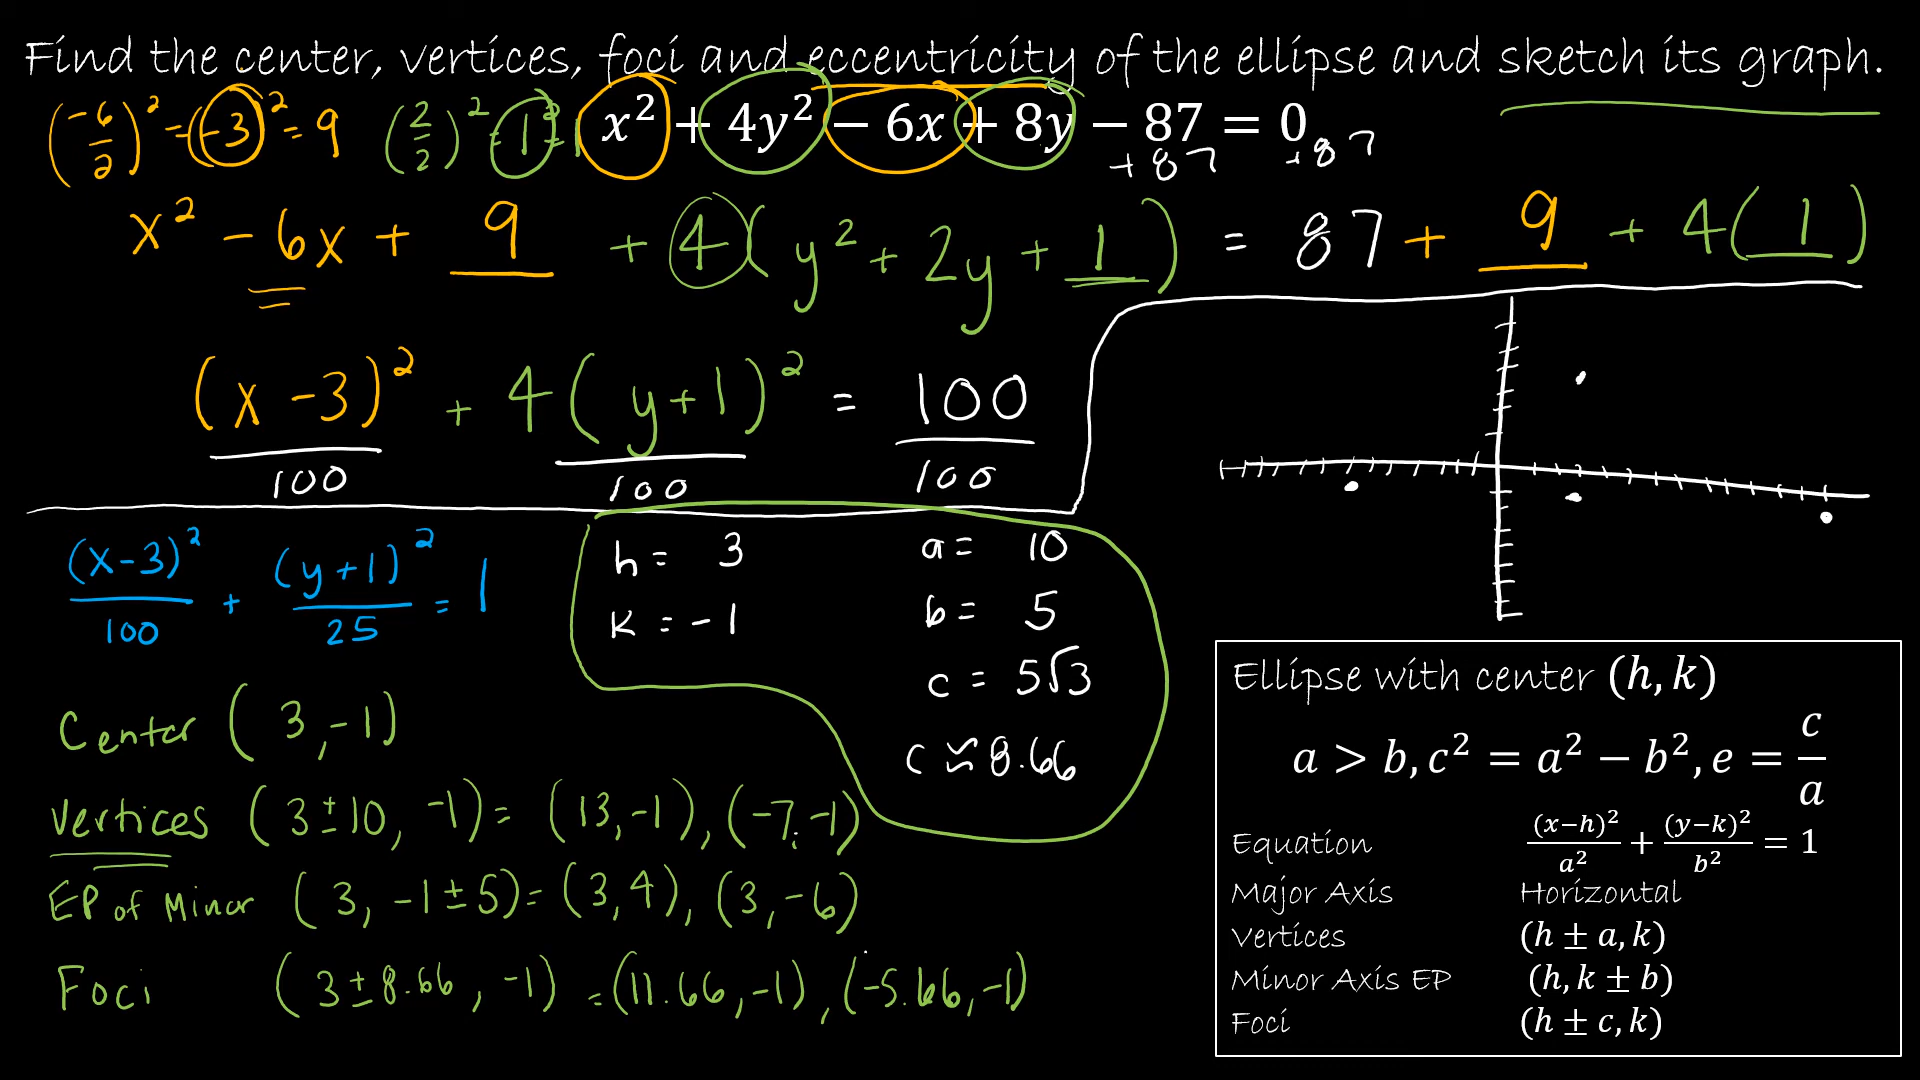 Find the center, vertices, foci and eccentricity of the ellipse and sketch its graph.
(-6/2)² = (-3)² = 9 (2/2)² = 1² = 1 x² + 4y² − 6x + 8y − 87 = 0
+87 +87
x² - 6x + 9 + 4(y² + 2y + 1) = 87 + 9 + 4(1)
(x-3)²/100 + 4(y+1)²/100 = 100/100
(x-3)²/100 + (y+1)²/25 = 1
h = 3
k = -1
a = 10
b = 5
c = 5√3
c ≈ 8.66
Center (3, -1)
Vertices (3±10, -1) = (13, -1), (-7, -1)
EP of Minor (3, -1±5) = (3, 4), (3, -6)
Foci (3±8.66, -1) = (11.66, -1), (-5.66, -1)
Ellipse with center (h, k)
a > b, c² = a² − b², e = c/a
Equation (x−h)²/a² + (y−k)²/b² = 1
Major Axis Horizontal
Vertices (h ± a, k)
Minor Axis EP (h, k ± b)
Foci (h ± c, k)